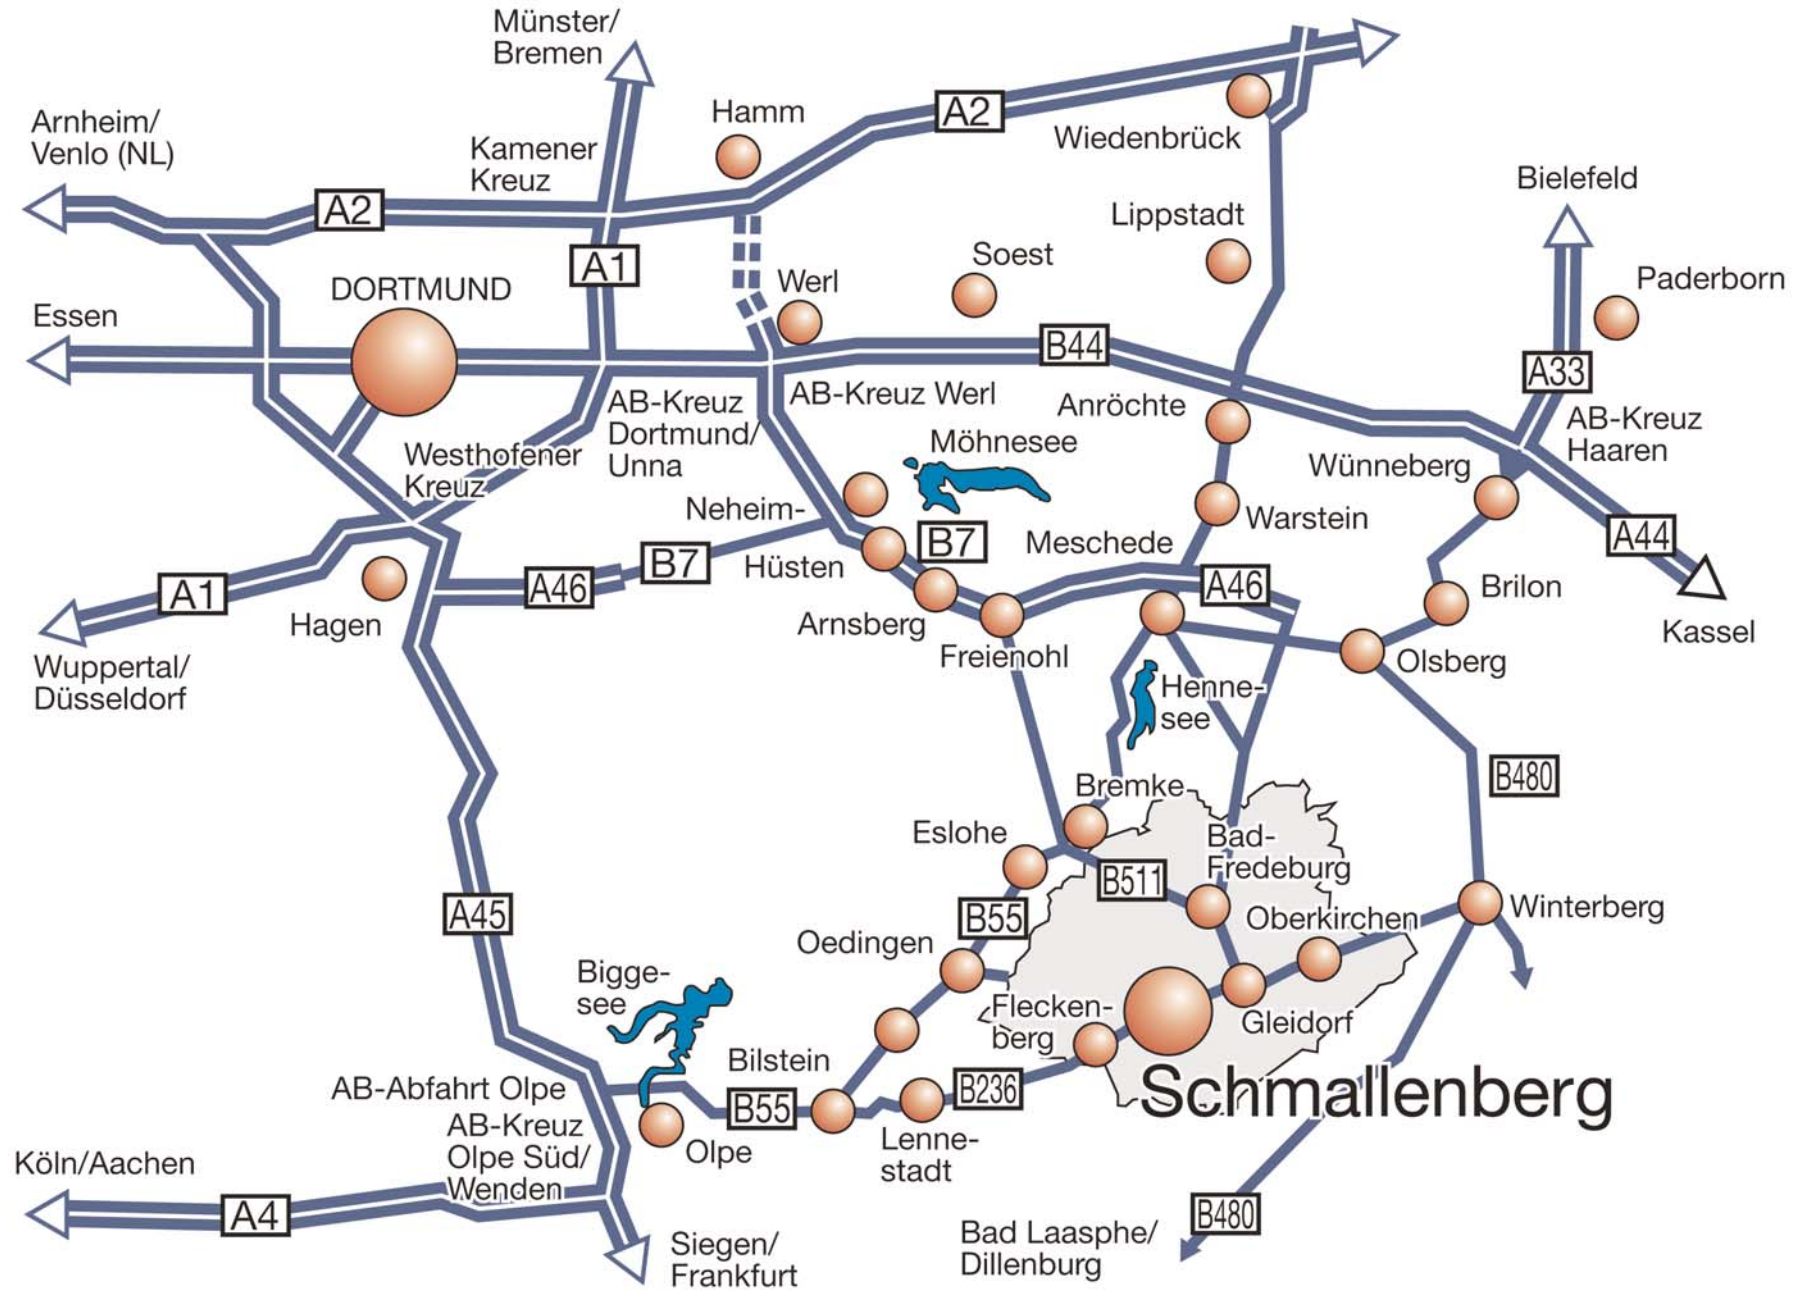 Münster/
Bremen
Arnheim/
Venlo (NL)
Kamener
Kreuz
Hamm
A2
Wiedenbrück
Bielefeld
A2
Lippstadt
A1
Soest
Paderborn
DORTMUND
Werl
Essen
B44
A33
AB-Kreuz
Dortmund/
Unna
AB-Kreuz Werl
Anröchte
AB-Kreuz
Haaren
Westhofener
Kreuz
Möhnesee
Wünneberg
Neheim-
Hüsten
Warstein
B7
B7
Meschede
A44
A46
A46
A1
Hagen
Arnsberg
Freienohl
Brilon
Olsberg
Kassel
Wuppertal/
Düsseldorf
Henne-
see
B480
Bremke
Eslohe
Bad-
Fredeburg
B511
A45
B55
Oberkirchen
Winterberg
Oedingen
Bigge-
see
Flecken-
berg
Gleidorf
Bilstein
AB-Abfahrt Olpe
B55
B236
Schmallenberg
AB-Kreuz
Olpe Süd/
Wenden
Olpe
Lenne-
stadt
Köln/Aachen
A4
B480
Siegen/
Frankfurt
Bad Laasphe/
Dillenburg